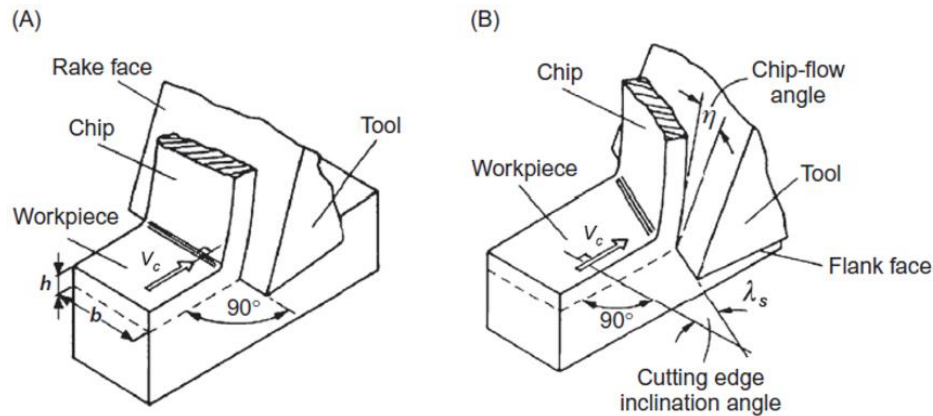 (A)
Rake face
Chip
Tool
Workpiece
Vc
h
b
90°
(B)
Chip
Chip-flow
angle
η
Workpiece
Tool
Vc
Flank face
90°
λs
Cutting edge
inclination angle